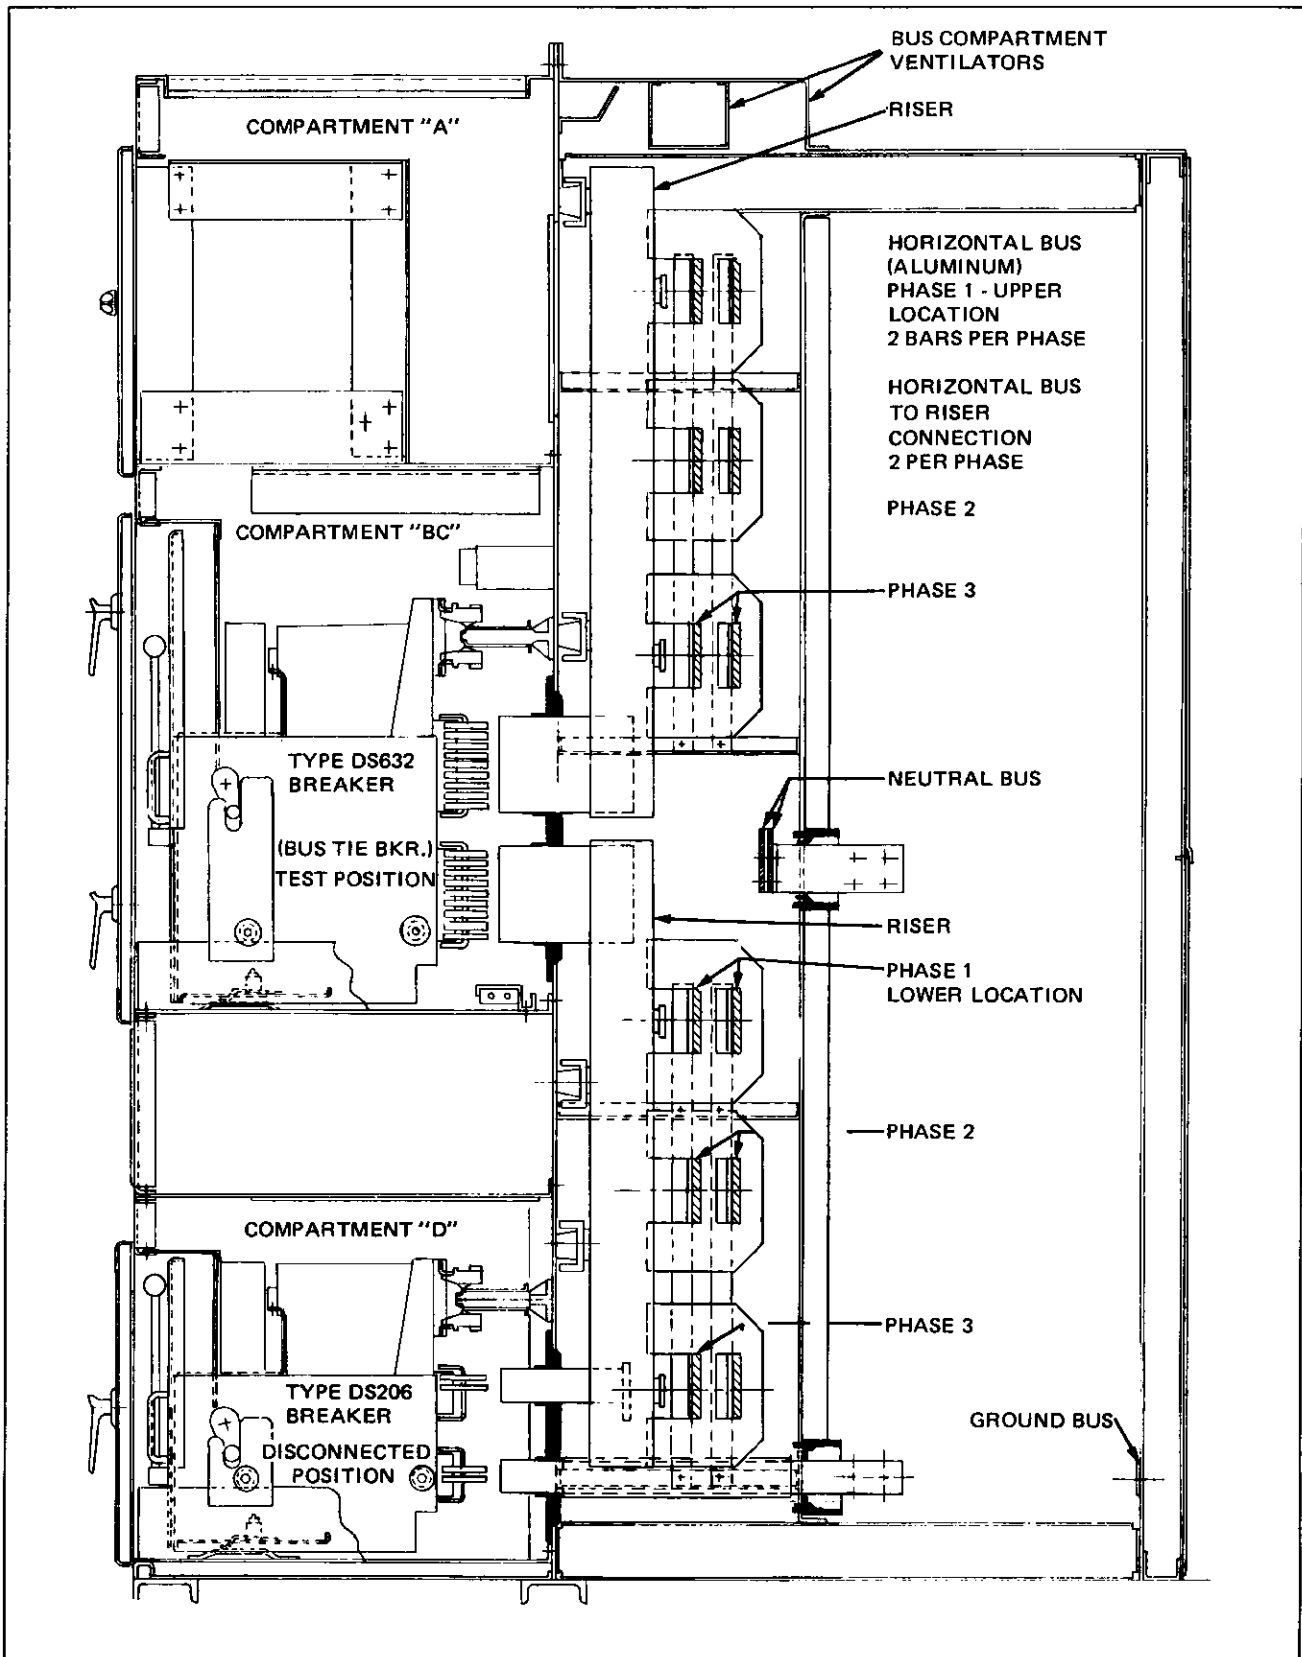 BUS COMPARTMENT
VENTILATORS
COMPARTMENT "A"
RISER
HORIZONTAL BUS
(ALUMINUM)
PHASE 1 - UPPER
LOCATION
2 BARS PER PHASE
HORIZONTAL BUS
TO RISER
CONNECTION
2 PER PHASE
PHASE 2
COMPARTMENT "BC"
PHASE 3
TYPE DS632
BREAKER
(BUS TIE BKR.)
TEST POSITION
NEUTRAL BUS
RISER
PHASE 1
LOWER LOCATION
PHASE 2
COMPARTMENT "D"
PHASE 3
TYPE DS206
BREAKER
DISCONNECTED
POSITION
GROUND BUS